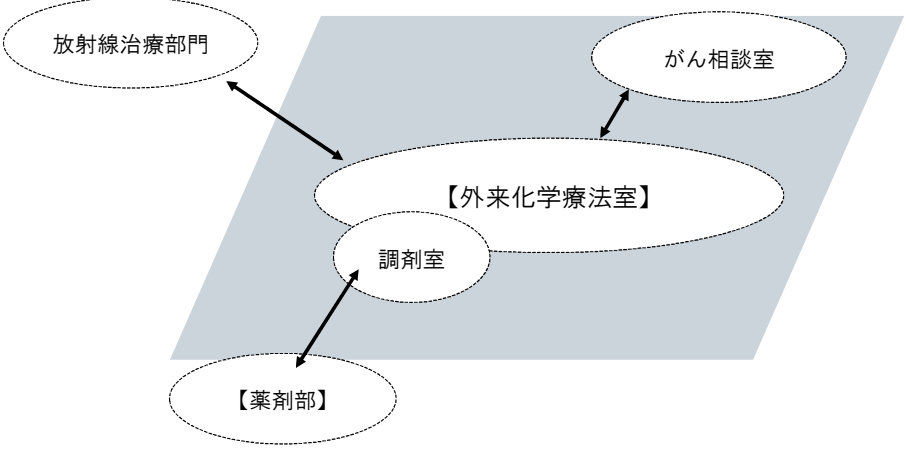 放射線治療部門
がん相談室
【外来化学療法室】
調剤室
【薬剤部】